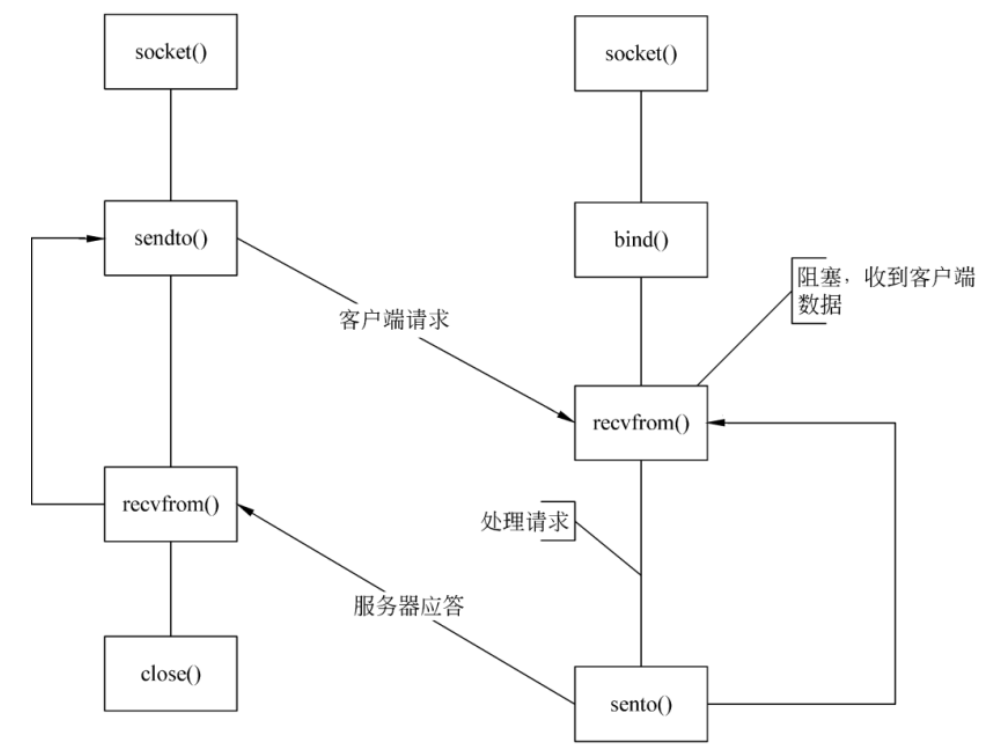 socket()
socket()
sendto()
bind()
阻塞，收到客户端
数据
客户端请求
recvfrom()
recvfrom()
处理请求
服务器应答
close()
sento()